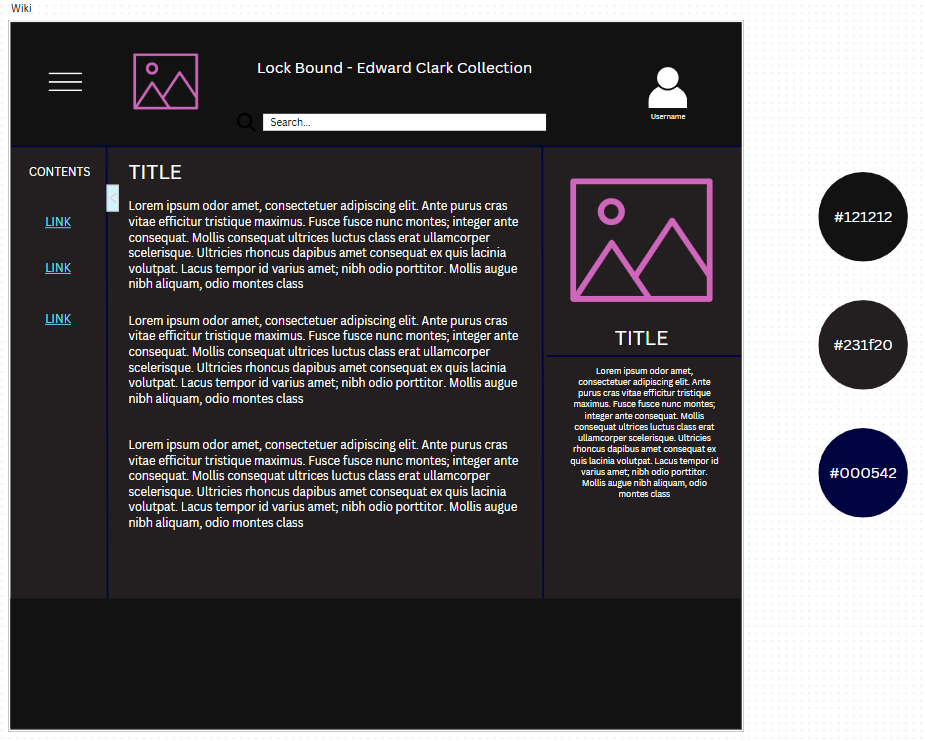 Wiki
Lock Bound - Edward Clark Collection
Search...
Username
CONTENTS
LINK
LINK
LINK
TITLE
Lorem ipsum odor amet, consectetuer adipiscing elit. Ante purus cras
vitae efficitur tristique maximus. Fusce fusce nunc montes; integer ante
consequat. Mollis consequat ultrices luctus class erat ullamcorper
scelerisque. Ultricies rhoncus dapibus amet consequat ex quis lacinia
volutpat. Lacus tempor id varius amet; nibh odio porttitor. Mollis augue
nibh aliquam, odio montes class
Lorem ipsum odor amet, consectetuer adipiscing elit. Ante purus cras
vitae efficitur tristique maximus. Fusce fusce nunc montes; integer ante
consequat. Mollis consequat ultrices luctus class erat ullamcorper
scelerisque. Ultricies rhoncus dapibus amet consequat ex quis lacinia
volutpat. Lacus tempor id varius amet; nibh odio porttitor. Mollis augue
nibh aliquam, odio montes class
Lorem ipsum odor amet, consectetuer adipiscing elit. Ante purus cras
vitae efficitur tristique maximus. Fusce fusce nunc montes; integer ante
consequat. Mollis consequat ultrices luctus class erat ullamcorper
scelerisque. Ultricies rhoncus dapibus amet consequat ex quis lacinia
volutpat. Lacus tempor id varius amet; nibh odio porttitor. Mollis augue
nibh aliquam, odio montes class
TITLE
Lorem ipsum odor amet,
consectetuer adipiscing elit. Ante
purus cras vitae efficitur tristique
maximus. Fusce fusce nunc montes;
integer ante consequat. Mollis
consequat ultrices luctus class erat
ullamcorper scelerisque. Ultricies
rhoncus dapibus amet consequat ex
quis lacinia volutpat. Lacus tempor id
varius amet; nibh odio porttitor.
Mollis augue nibh aliquam, odio
montes class
#121212
#231f20
#000542